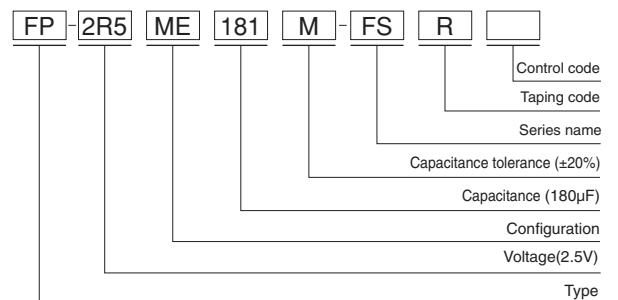 FP-2R5 ME 181 M-FS R
Control code
Taping code
Series name
Capacitance tolerance (±20%)
Capacitance (180μF)
Configuration
Voltage(2.5V)
Type